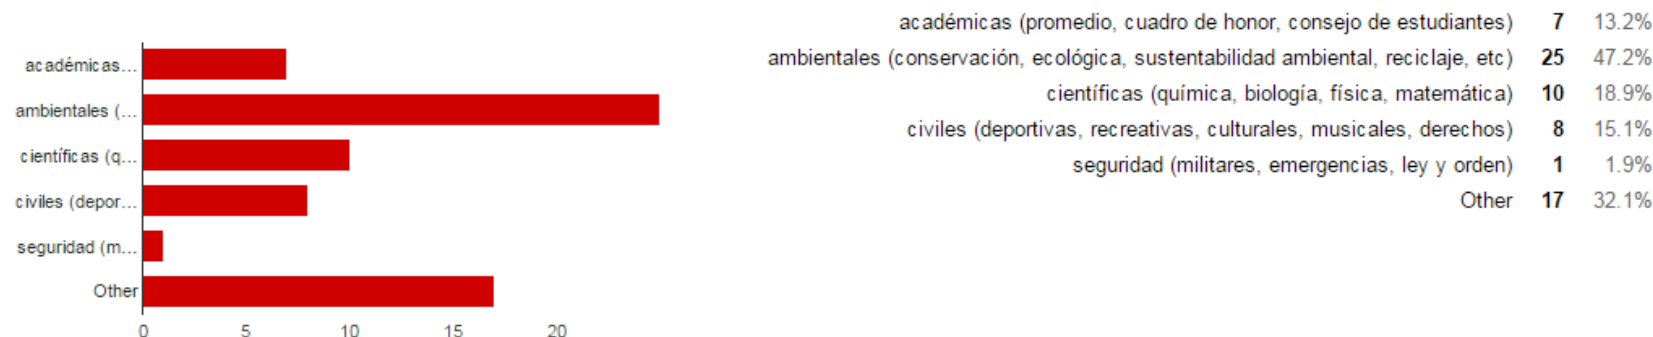 académicas...
ambientales (...
científicas (q...
civiles (depor...
seguridad (m...
Other
0 5 10 15 20
académicas (promedio, cuadro de honor, consejo de estudiantes) 7 13.2%
ambientales (conservación, ecológica, sustentabilidad ambiental, reciclaje, etc) 25 47.2%
científicas (química, biología, física, matemática) 10 18.9%
civiles (deportivas, recreativas, culturales, musicales, derechos) 8 15.1%
seguridad (militares, emergencias, ley y orden) 1 1.9%
Other 17 32.1%